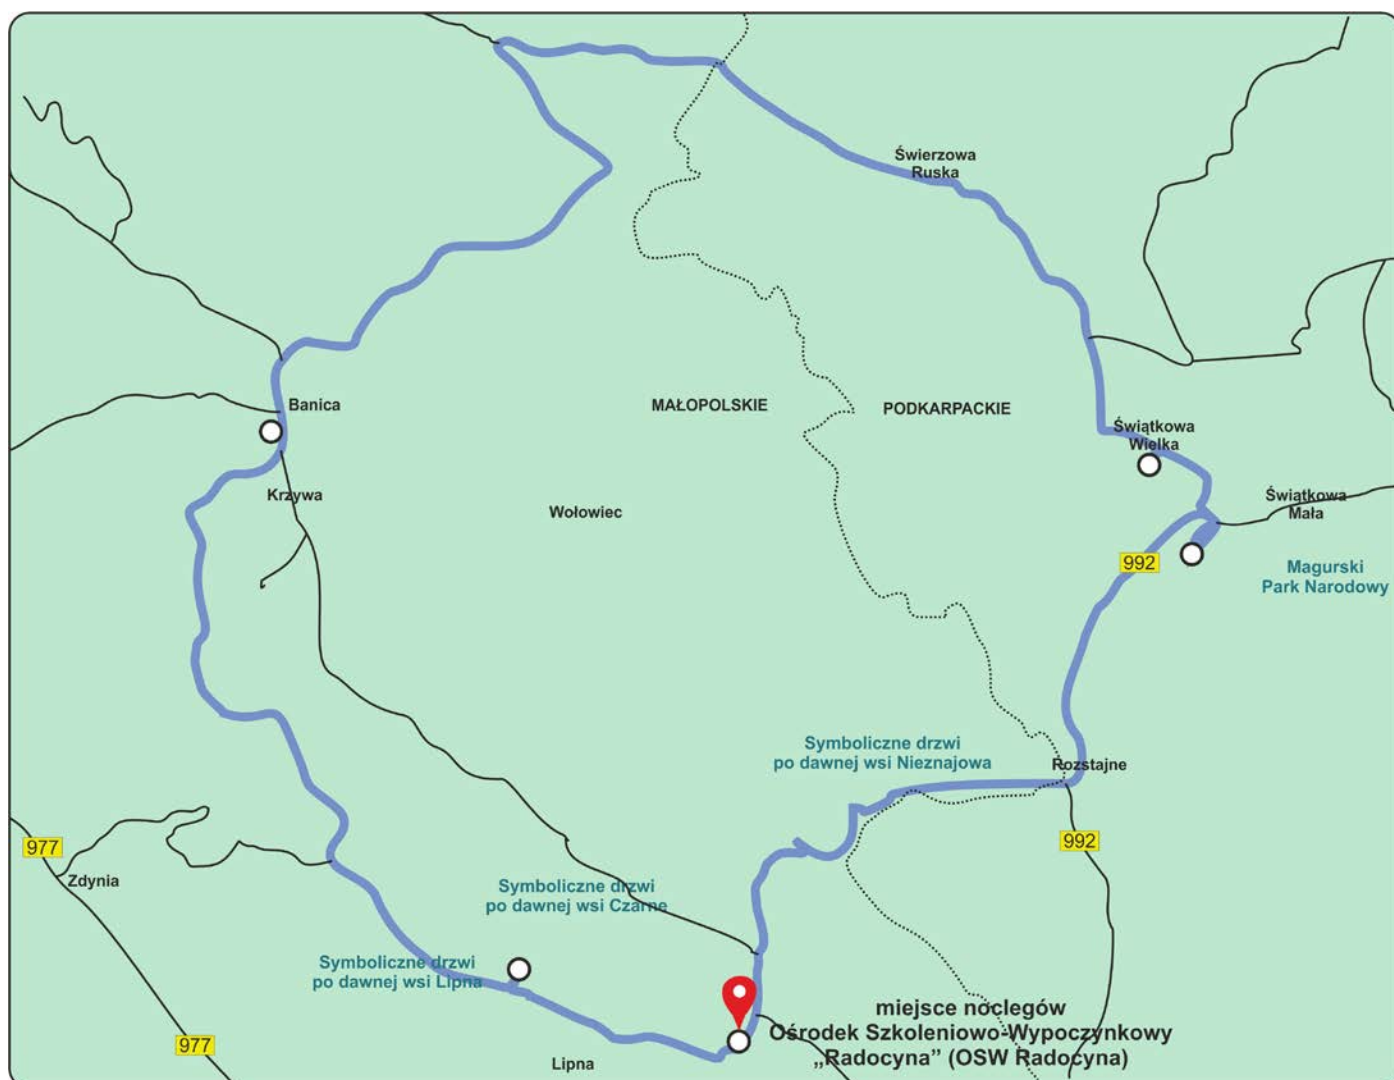 Świerzowa
Ruska
Banica
MAŁOPOLSKIE
PODKARPACKIE
Świątkowa
Wielka
Krzywa
Wołowiec
Świątkowa
Mała
992
Magurski
Park Narodowy
Symboliczne drzwi
po dawnej wsi Nieznajowa
Rozstajne
977
992
Zdynia
Symboliczne drzwi
po dawnej wsi Czarne
Symboliczne drzwi
po dawnej wsi Lipna
977
Lipna
miejsce noclegów
Ośrodek Szkoleniowo-Wypoczynkowy
„Radocyna” (OSW Radocyna)